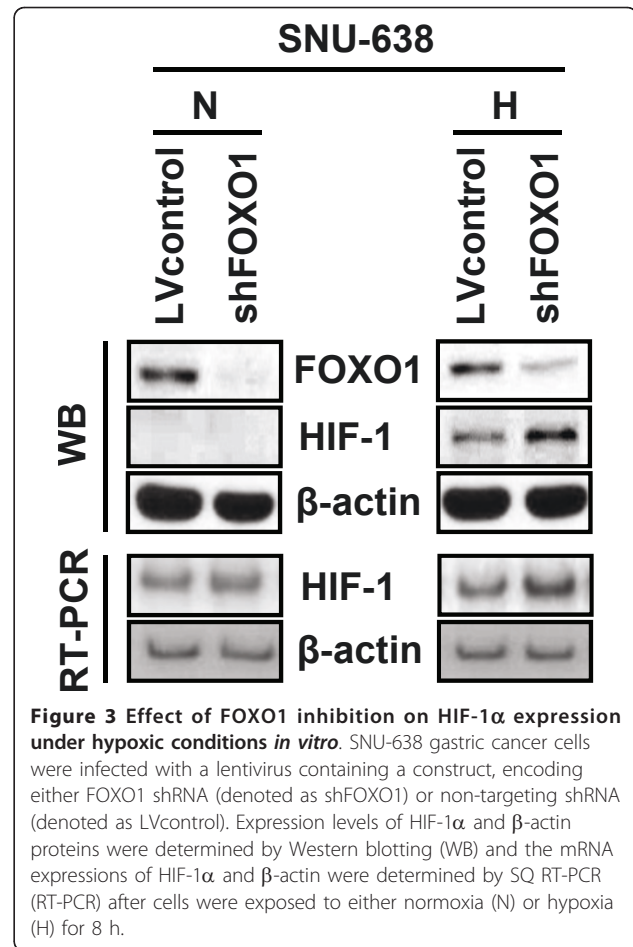 SNU-638
N H
LVcontrol shFOXO1 LVcontrol shFOXO1
WB
FOXO1
HIF-1
β-actin
RT-PCR
HIF-1
β-actin
Figure 3 Effect of FOXO1 inhibition on HIF-1α expression
under hypoxic conditions in vitro. SNU-638 gastric cancer cells
were infected with a lentivirus containing a construct, encoding
either FOXO1 shRNA (denoted as shFOXO1) or non-targeting shRNA
(denoted as LVcontrol). Expression levels of HIF-1α and β-actin
proteins were determined by Western blotting (WB) and the mRNA
expressions of HIF-1α and β-actin were determined by SQ RT-PCR
(RT-PCR) after cells were exposed to either normoxia (N) or hypoxia
(H) for 8 h.